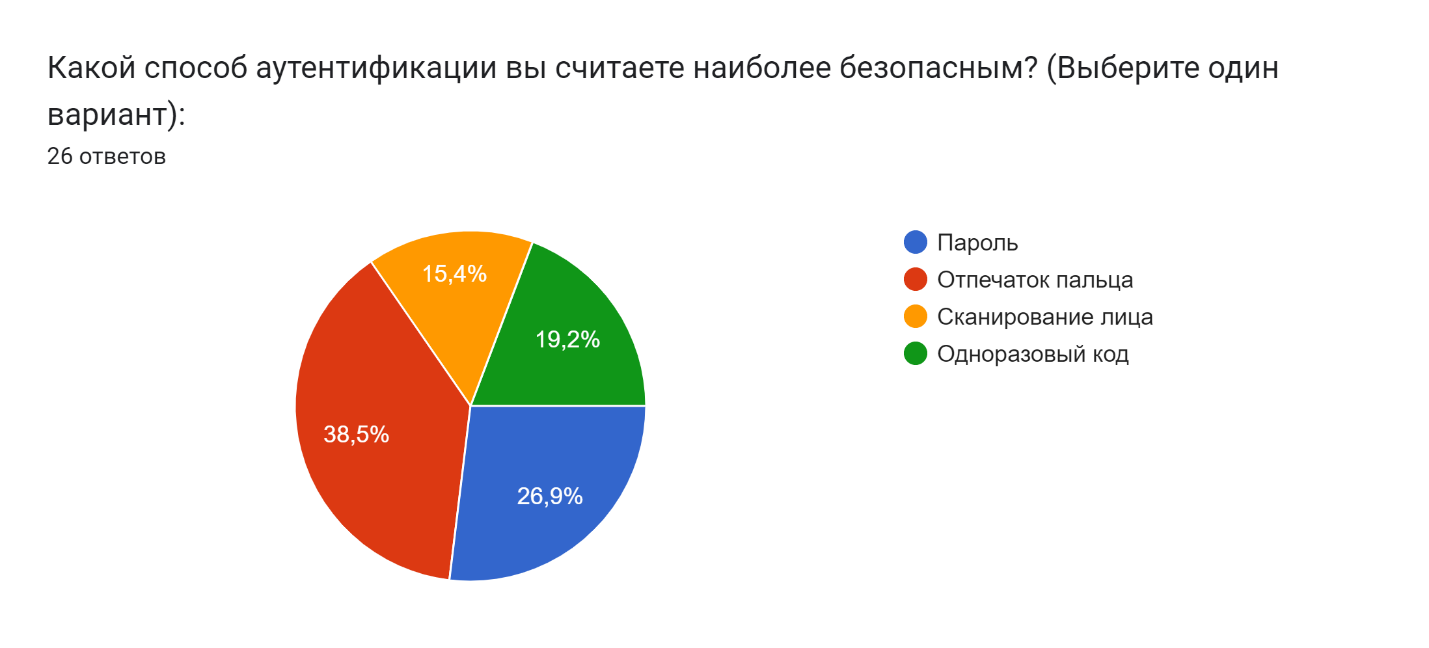 Какой способ аутентификации вы считаете наиболее безопасным? (Выберите один
вариант):
26 ответов
15,4%
19,2%
38,5%
26,9%
Пароль
Отпечаток пальца
Сканирование лица
Одноразовый код